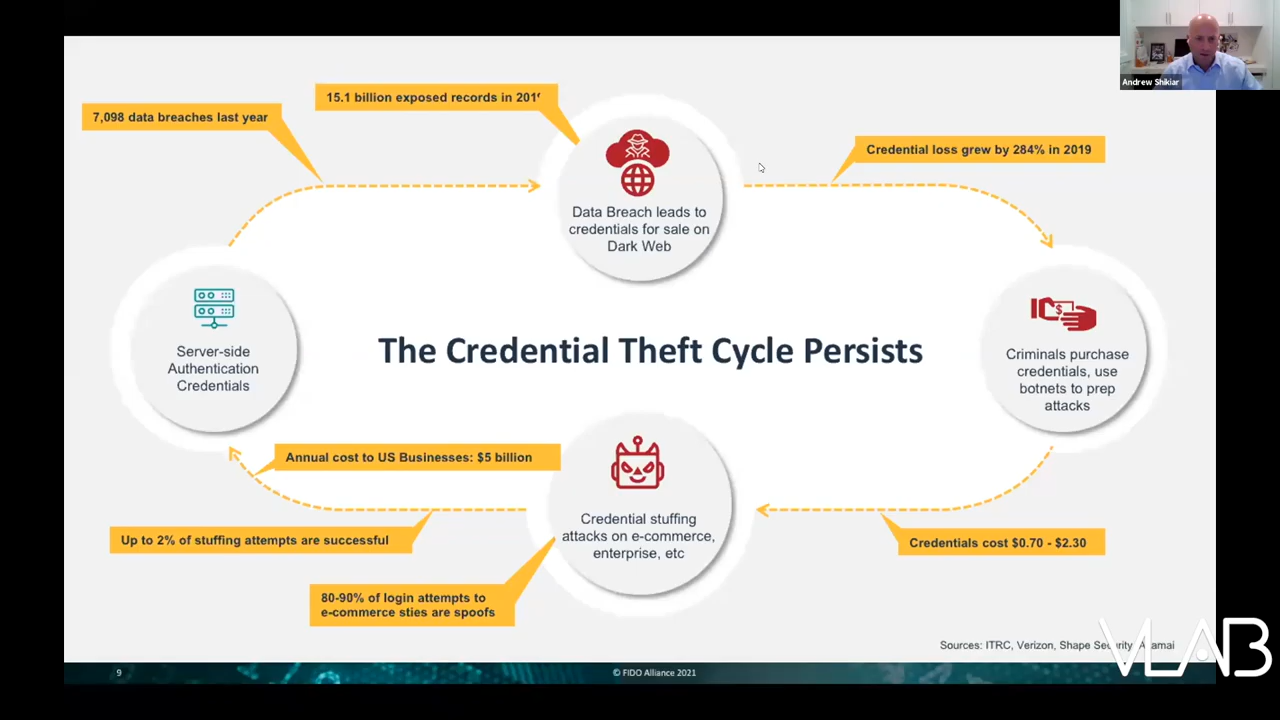 Andrew Shikiar
15.1 billion exposed records in 201
7,098 data breaches last year
Credential loss grew by 284% in 2019
Data Breach leads to
credentials for sale on
Dark Web
Server-side
Authentication
Credentials
The Credential Theft Cycle Persists
$
Criminals purchase
credentials, use
botnets to prep
attacks
Annual cost to US Businesses: $5 billion
Credential stuffing
attacks on e-commerce,
enterprise, etc
Up to 2% of stuffing attempts are successful
Credentials cost $0.70 - $2.30
80-90% of login attempts to
e-commerce sties are spoofs
Sources: ITRC, Verizon, Shape Security, Akamai
VLAB
9
© FIDO Alliance 2021